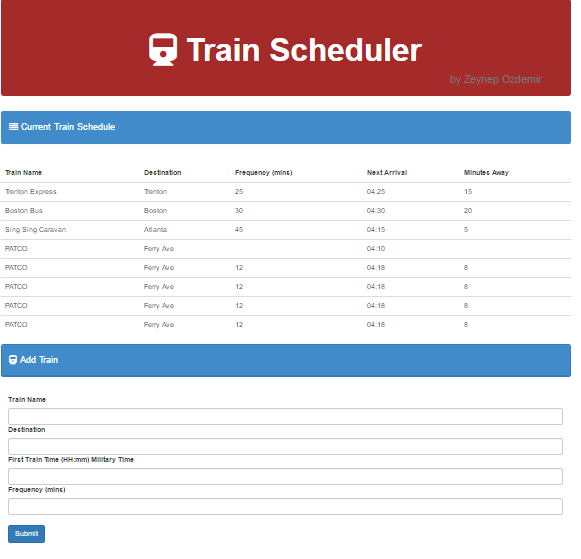 Train Scheduler
by Zeynep Ozdemir
Current Train Schedule
Train Name Destination Frequency (mins) Next Arrival Minutes Away
Trenton Express Trenton 25 04:25 15
Boston Bus Boston 30 04:30 20
Sing Sing Caravan Atlanta 45 04:15 5
PATCO Ferry Ave 04:10
PATCO Ferry Ave 12 04:18 8
PATCO Ferry Ave 12 04:18 8
PATCO Ferry Ave 12 04:18 8
PATCO Ferry Ave 12 04:18 8
Add Train
Train Name
Destination
First Train Time (HH:mm) Military Time
Frequency (mins)
Submit